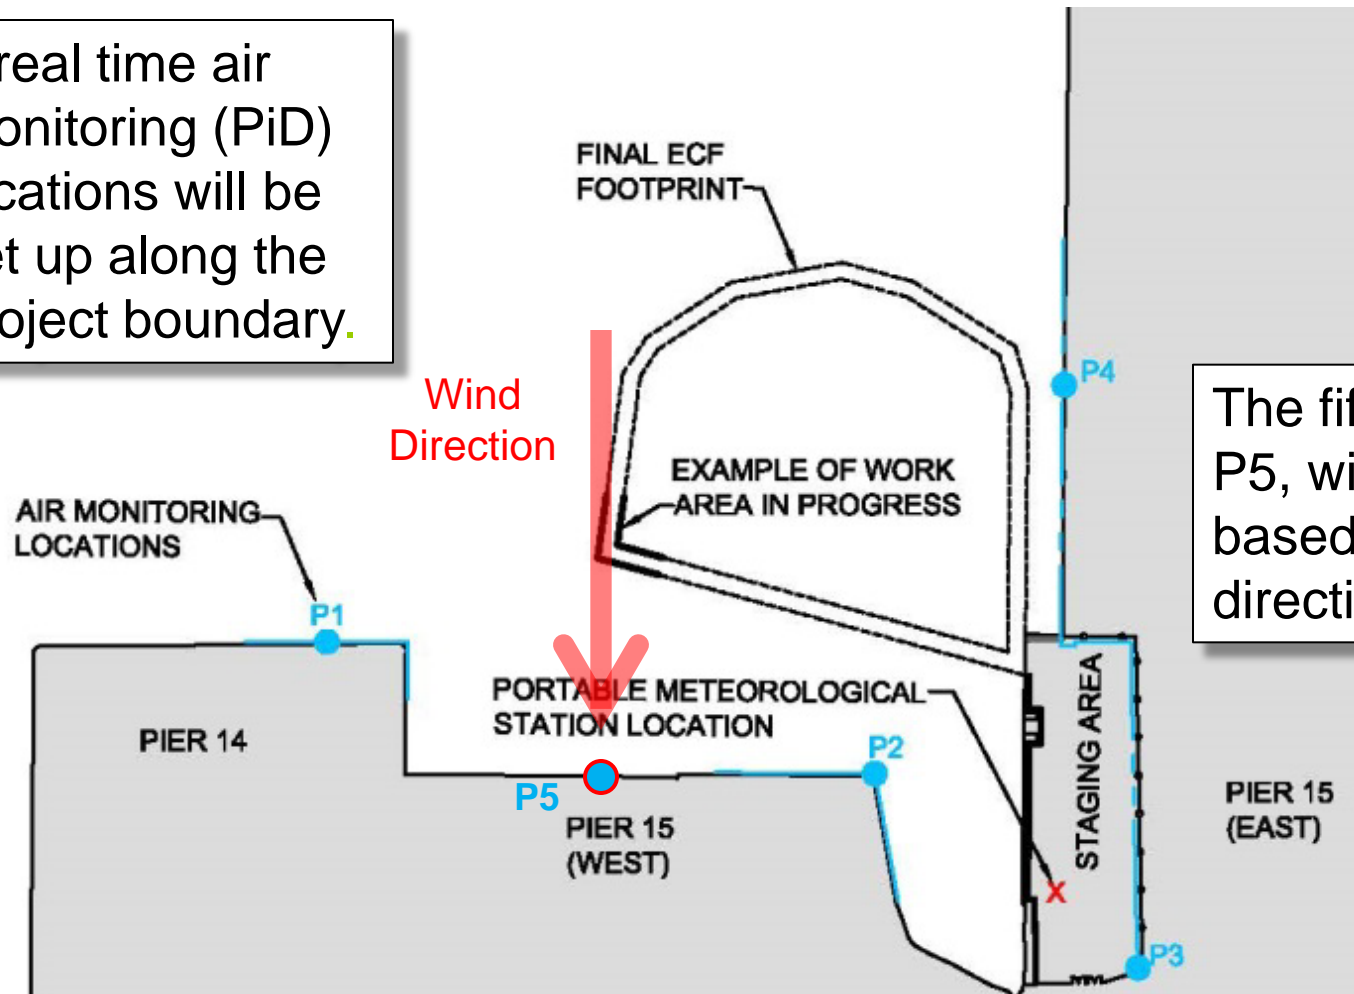 real time air
onitoring (PiD)
cations will be
et up along the
oject boundary.
FINAL ECF
FOOTPRINT
Wind
Direction
P4
The fif
P5, wi
based
directi
EXAMPLE OF WORK
AREA IN PROGRESS
AIR MONITORING
LOCATIONS
P1
PORTABLE METEOROLOGICAL
STATION LOCATION
PIER 14
P2
P5
STAGING AREA
PIER 15
(WEST)
PIER 15
(EAST)
X
P3